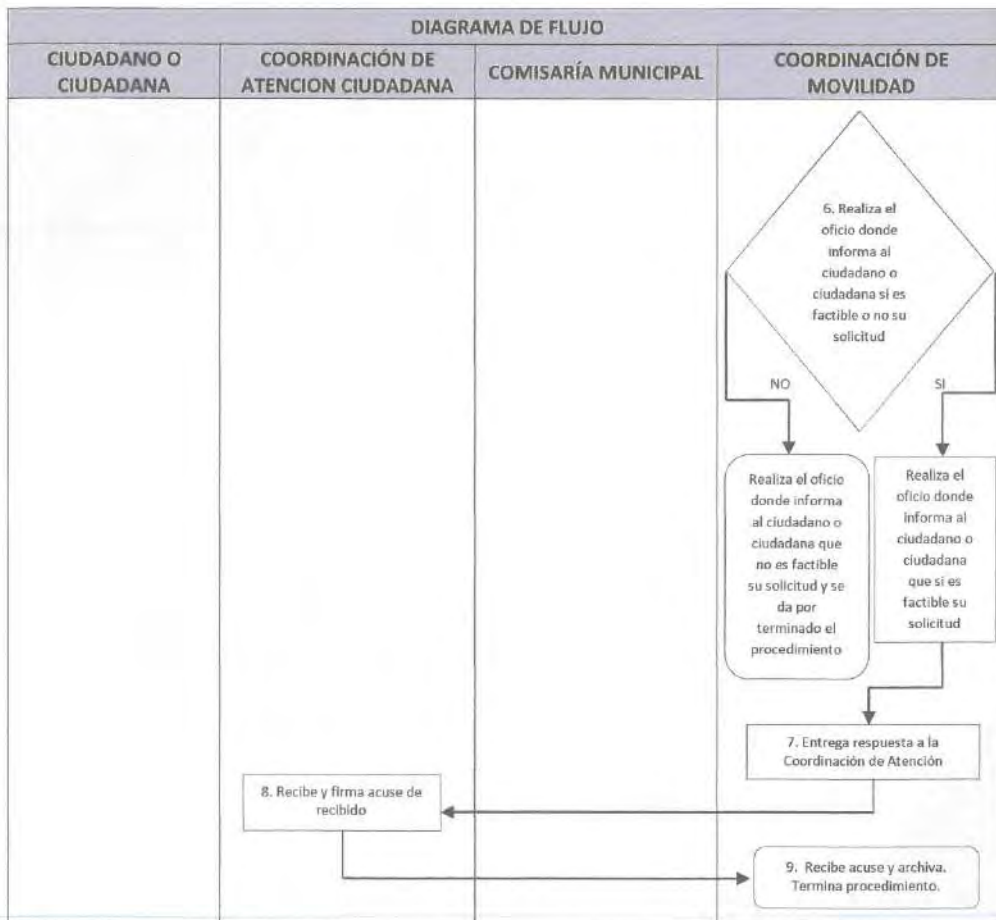 DIAGRAMA DE FLUJO
CIUDADANO O
CIUDADANA
COORDINACIÓN DE
ATENCION CIUDADANA
COMISARÍA MUNICIPAL
COORDINACIÓN DE
MOVILIDAD
6. Realiza el
oficio donde
informa al
ciudadano o
ciudadana si es
factible o no su
solicitud
NO
SI
Realiza el oficio
donde informa
al ciudadano o
ciudadana que
no es factible
su solicitud y se
da por
terminado el
procedimiento
Realiza el
oficio donde
informa al
ciudadano o
ciudadana
que si es
factible su
solicitud
7. Entrega respuesta a la
Coordinación de Atención
8. Recibe y firma acuse de
recibido
9. Recibe acuse y archiva.
Termina procedimiento.